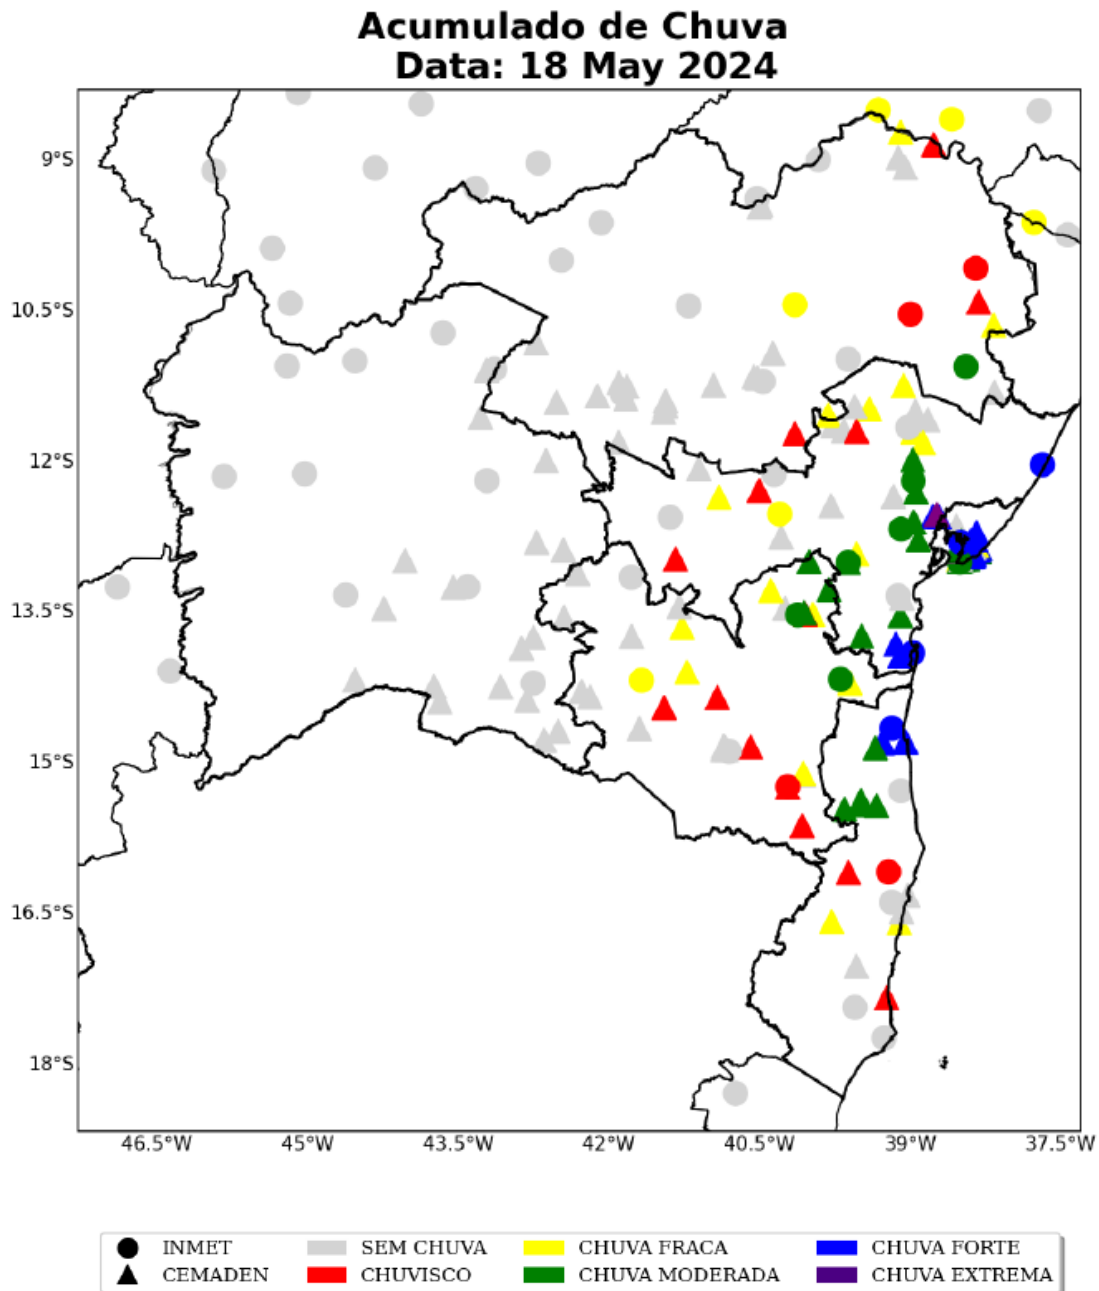 Acumulado de Chuva
Data: 18 May 2024
9°S
10.5°S
12°S
13.5°S
15°S
16.5°S
18°S
46.5°W 45°W 43.5°W 42°W 40.5°W 39°W 37.5°W
INMET SEM CHUVA CHUVA FRACA CHUVA FORTE
CEMADEN CHUVISCO CHUVA MODERADA CHUVA EXTREMA